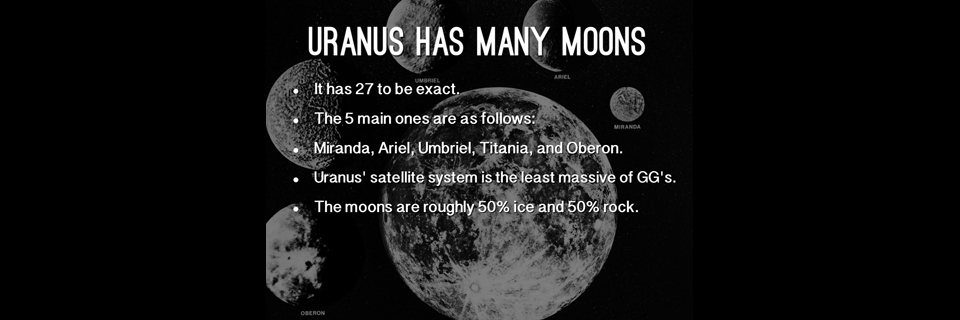 URANUS HAS MANY MOONS
UMBRIEL
ARIEL
• It has 27 to be exact.
• The 5 main ones are as follows:
MIRANDA
• Miranda, Ariel, Umbriel, Titania, and Oberon.
• Uranus' satellite system is the least massive of GG's.
• The moons are roughly 50% ice and 50% rock.
OBERON